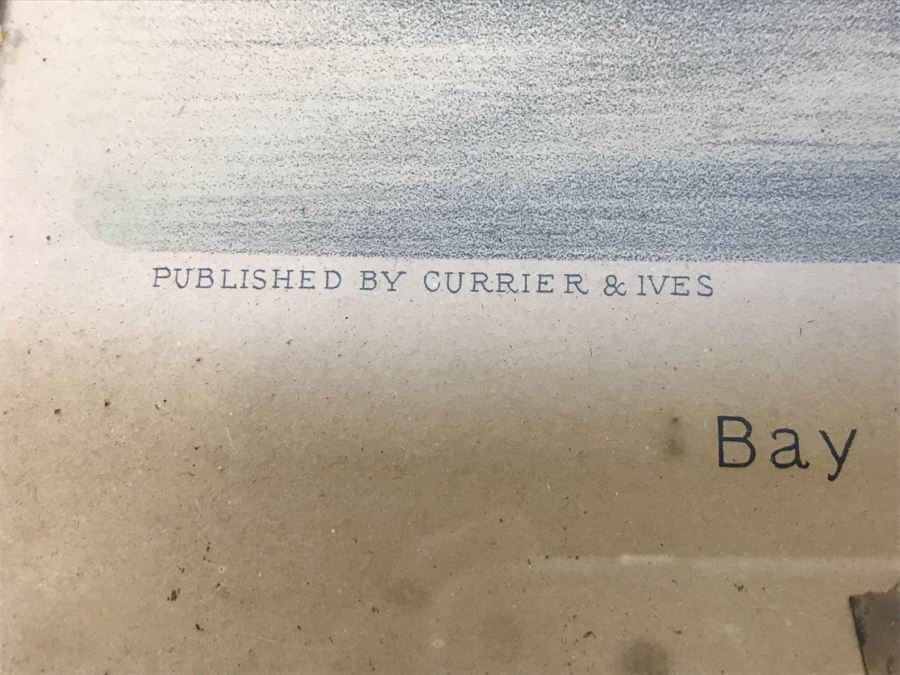 PUBLISHED BY CURRIER & IVES
Bay